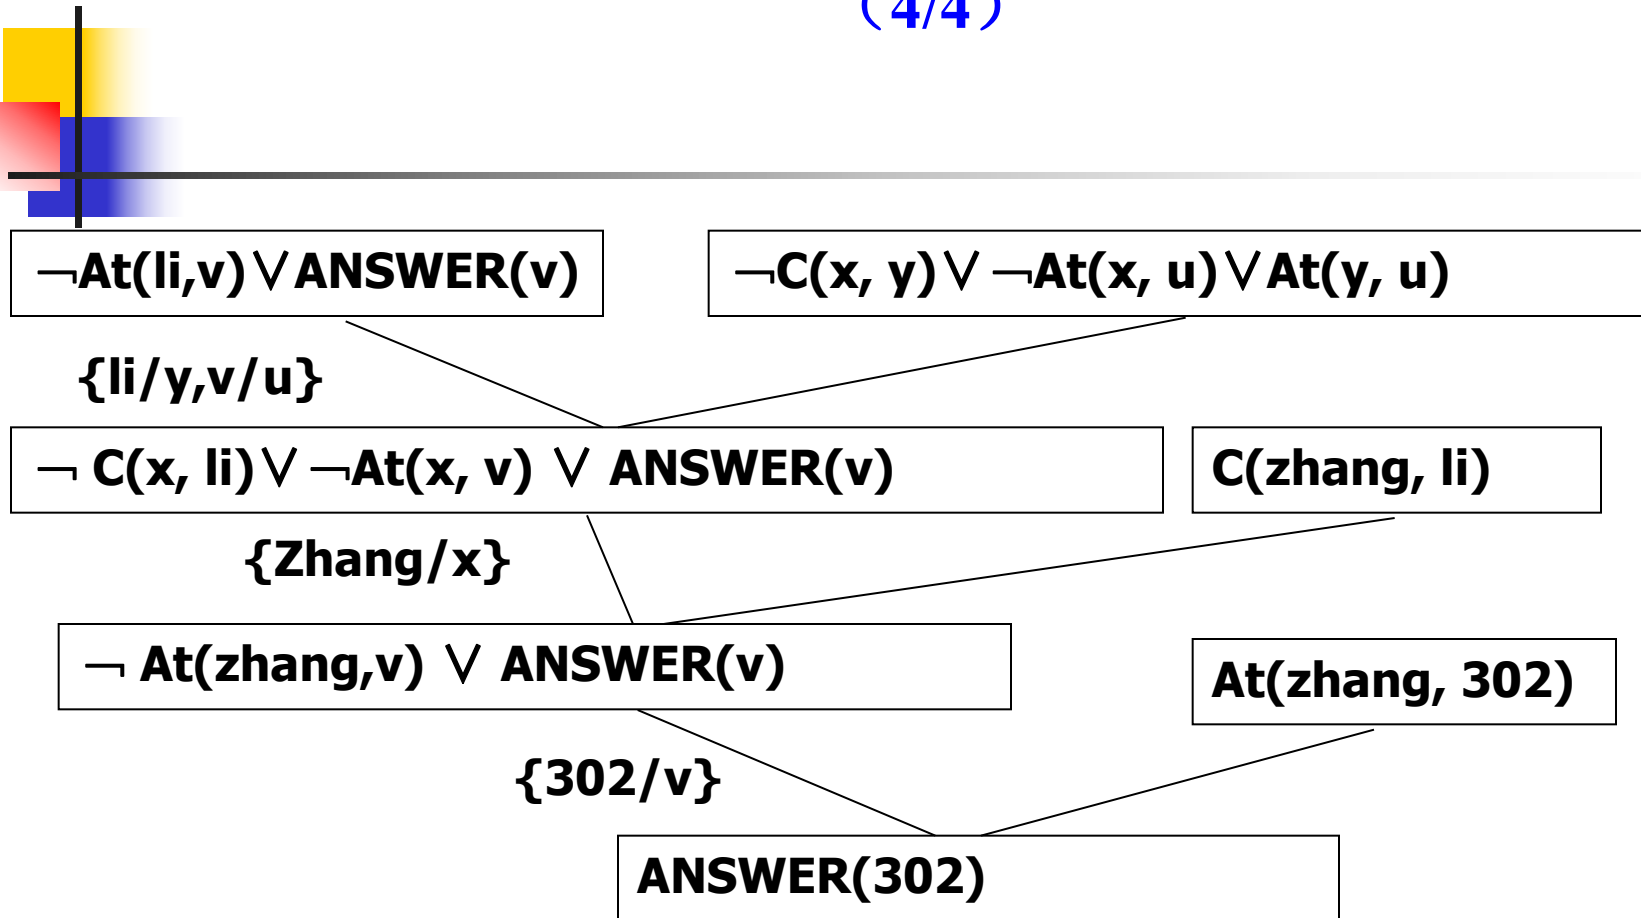 （4/4）
¬At(li,v)∨ANSWER(v)
¬C(x, y)∨ ¬At(x, u)∨At(y, u)
{li/y,v/u}
¬ C(x, li)∨ ¬At(x, v) ∨ ANSWER(v)
C(zhang, li)
{Zhang/x}
¬ At(zhang,v) ∨ ANSWER(v)
At(zhang, 302)
{302/v}
ANSWER(302)